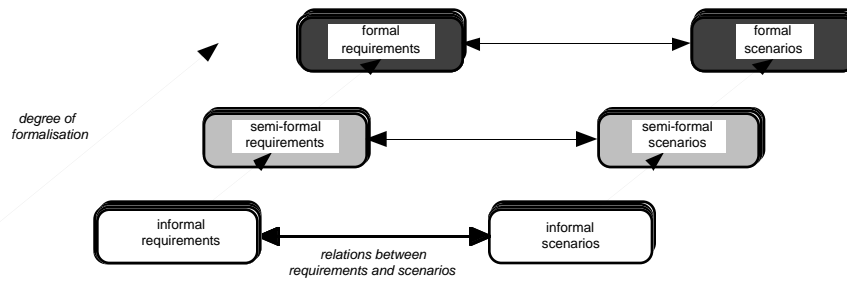 formal
requirements
formal
scenarios
degree of
formalisation
semi-formal
requirements
semi-formal
scenarios
informal
requirements
informal
scenarios
relations between
requirements and scenarios